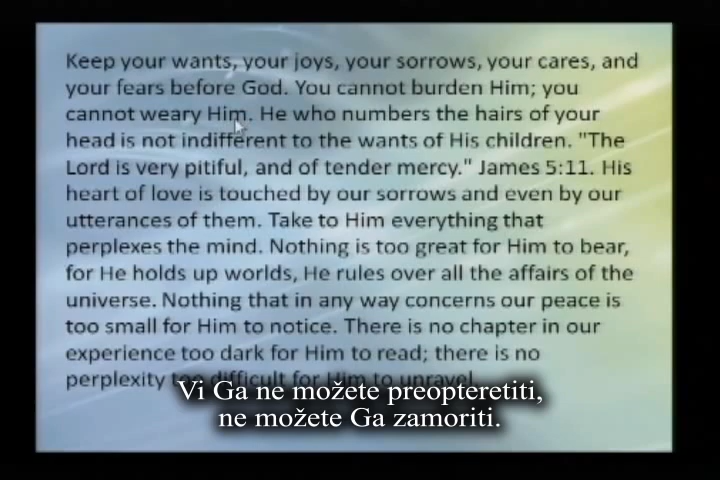 Keep your wants, your joys, your sorrows, your cares, and
your fears before God. You cannot burden Him; you
cannot weary Him. He who numbers the hairs of your
head is not indifferent to the wants of His children. "The
Lord is very pitiful, and of tender mercy." James 5:11. His
heart of love is touched by our sorrows and even by our
utterances of them. Take to Him everything that
perplexes the mind. Nothing is too great for Him to bear,
for He holds up worlds, He rules over all the affairs of the
universe. Nothing that in any way concerns our peace is
too small for Him to notice. There is no chapter in our
experience too dark for Him to read; there is no
perplexity too difficult for Him to unravel.
Vi Ga ne možete preopteretiti,
ne možete Ga zamoriti.